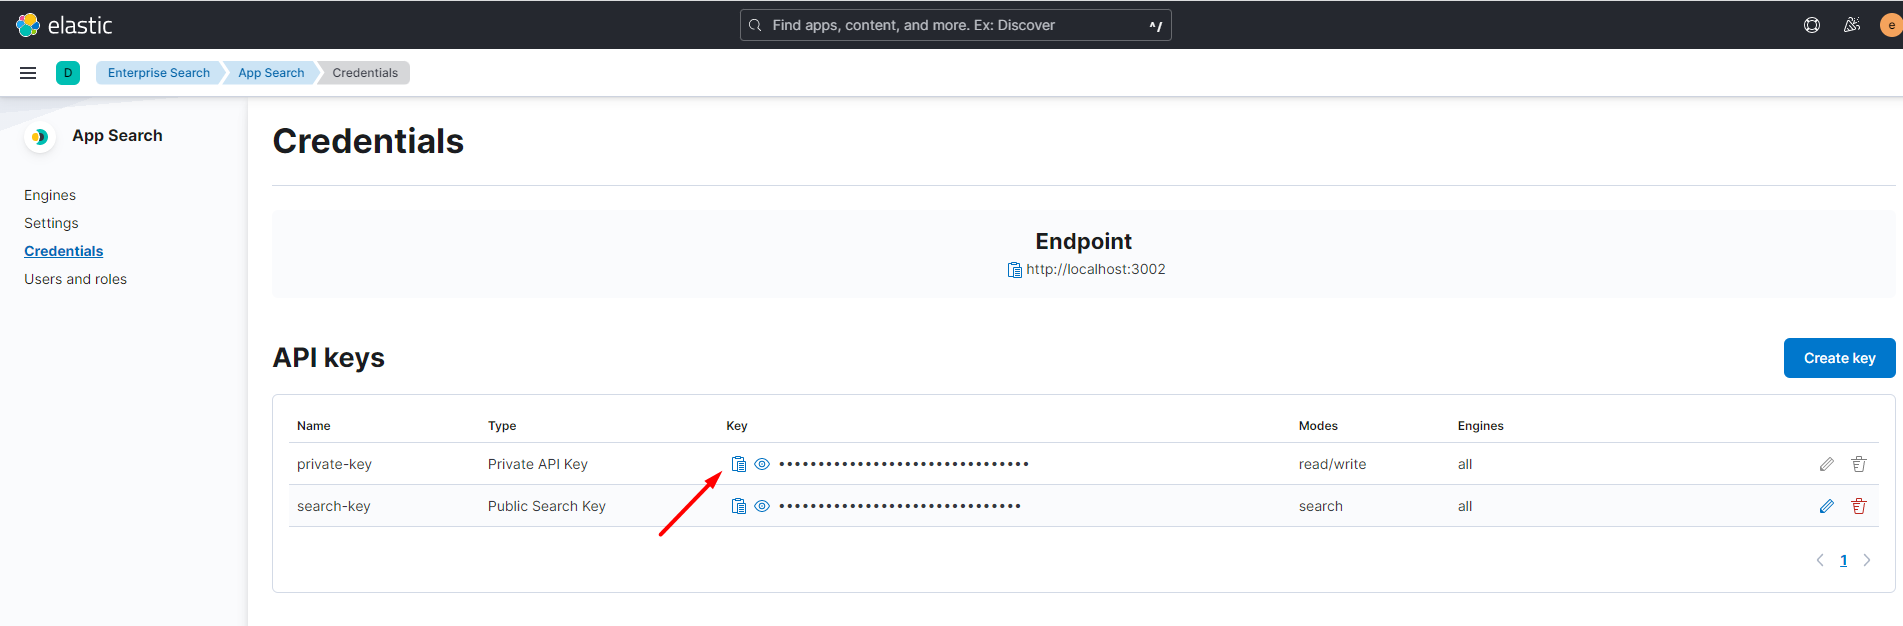 elastic
Find apps, content, and more. Ex: Discover ^/
e
D Enterprise Search App Search Credentials
App Search
Engines
Settings
Credentials
Users and roles
Credentials
Endpoint
http://localhost:3002
API keys
Create key
Name Type Key Modes Engines
private-key Private API Key •••••••••••••••••••••••••••••••• read/write all
search-key Public Search Key ••••••••••••••••••••••••••••••• search all
1